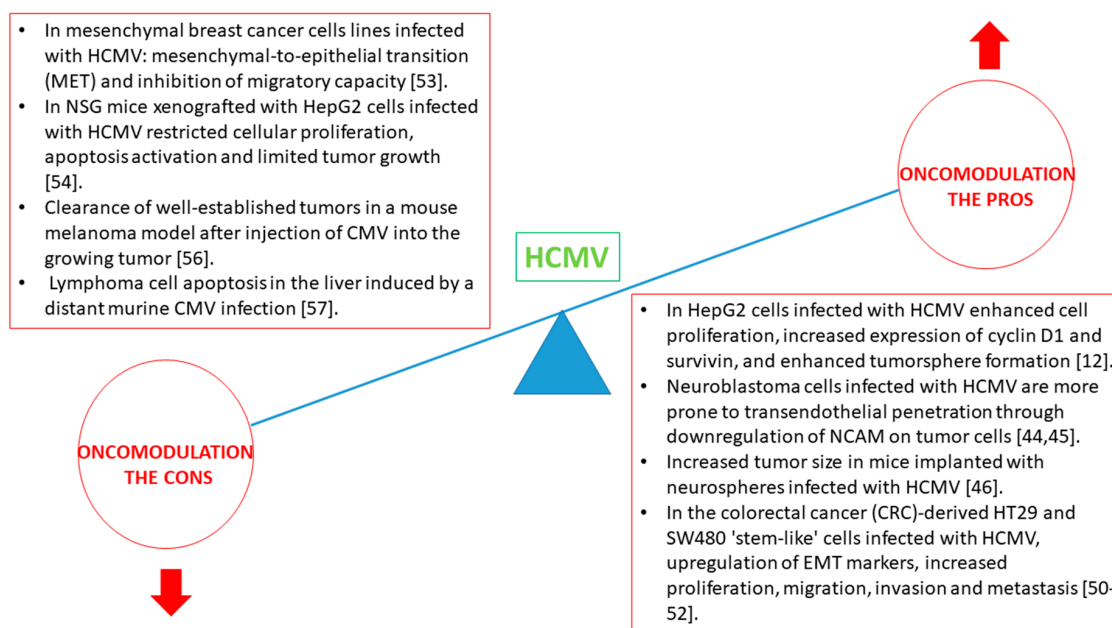 • In mesenchymal breast cancer cells lines infected
with HCMV: mesenchymal-to-epithelial transition
(MET) and inhibition of migratory capacity [53].
• In NSG mice xenografted with HepG2 cells infected
with HCMV restricted cellular proliferation,
apoptosis activation and limited tumor growth
[54].
• Clearance of well-established tumors in a mouse
melanoma model after injection of CMV into the
growing tumor [56].
• Lymphoma cell apoptosis in the liver induced by a
distant murine CMV infection [57].
ONCOMODULATION
THE PROS
HCMV
• In HepG2 cells infected with HCMV enhanced cell
proliferation, increased expression of cyclin D1 and
survivin, and enhanced tumorsphere formation [12].
• Neuroblastoma cells infected with HCMV are more
prone to transendothelial penetration through
downregulation of NCAM on tumor cells [44,45].
• Increased tumor size in mice implanted with
neurospheres infected with HCMV [46].
• In the colorectal cancer (CRC)-derived HT29 and
SW480 'stem-like' cells infected with HCMV,
upregulation of EMT markers, increased
proliferation, migration, invasion and metastasis [50-
52].
ONCOMODULATION
THE CONS